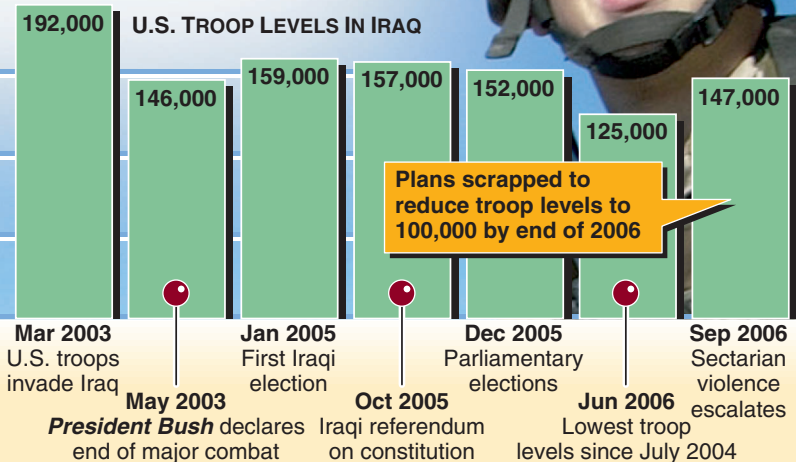 U.S. TROOP LEVELS IN IRAQ
192,000
146,000
159,000
157,000
152,000
125,000
147,000
Plans scrapped to
reduce troop levels to
100,000 by end of 2006
Mar 2003
U.S. troops
invade Iraq
May 2003
President Bush declares
end of major combat
Jan 2005
First Iraqi
election
Oct 2005
Iraqi referendum
on constitution
Dec 2005
Parliamentary
elections
Jun 2006
Lowest troop
levels since July 2004
Sep 2006
Sectarian
violence
escalates